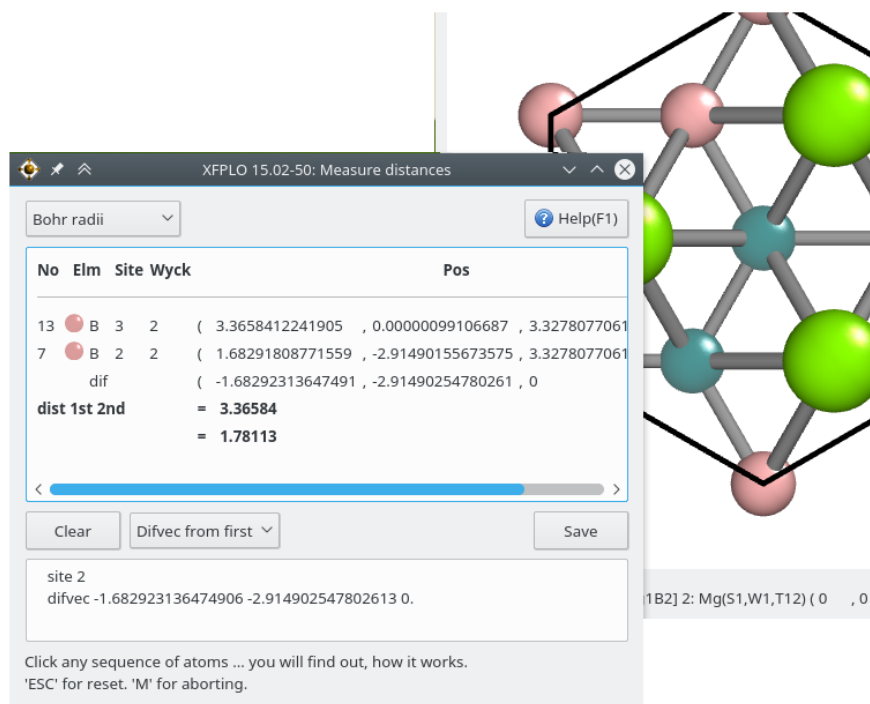 XFPLO 15.02-50: Measure distances
Bohr radii
Help(F1)
No Elm Site Wyck Pos
13 B 3 2 ( 3.3658412241905 , 0.00000099106687 , 3.3278077061
7 B 2 2 ( 1.68291808771559 , -2.91490155673575 , 3.3278077061
dif ( -1.68292313647491 , -2.91490254780261 , 0
dist 1st 2nd = 3.36584
= 1.78113
Clear
Difvec from first
Save
site 2
difvec -1.682923136474906 -2.914902547802613 0.
1B2] 2: Mg(S1,W1,T12) ( 0 , 0
Click any sequence of atoms ... you will find out, how it works.
'ESC' for reset. 'M' for aborting.